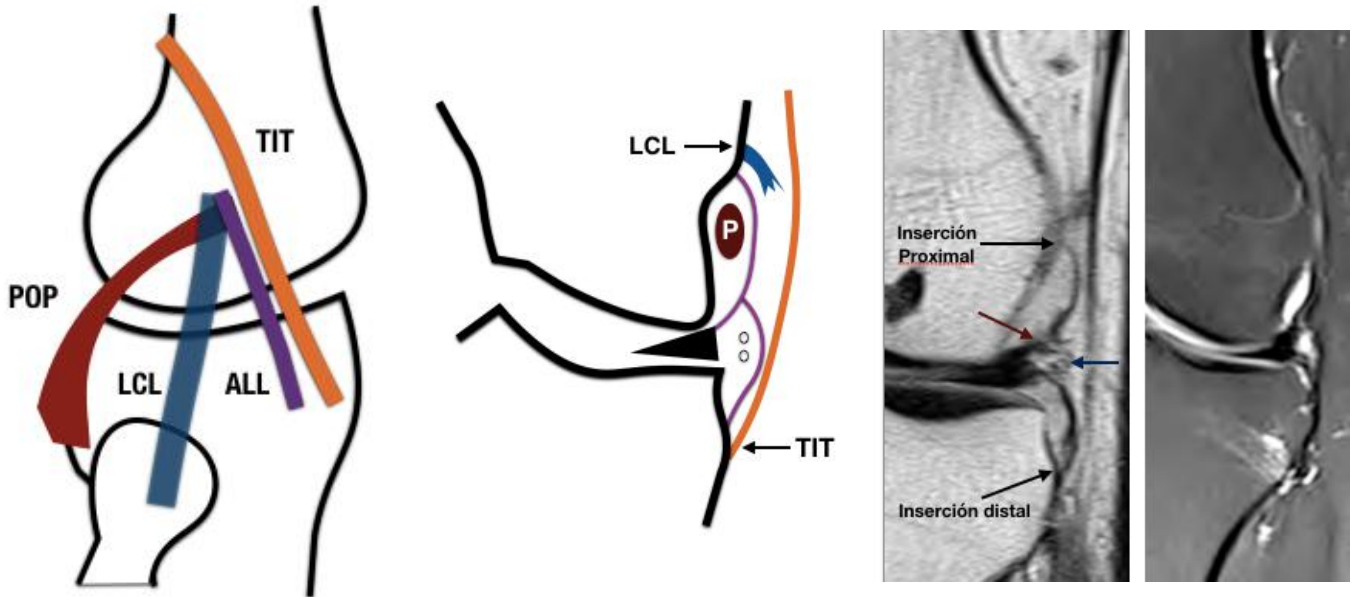 TIT
POP
LCL
ALL
LCL
P
TIT
Inserción
Proximal
Inserción distal